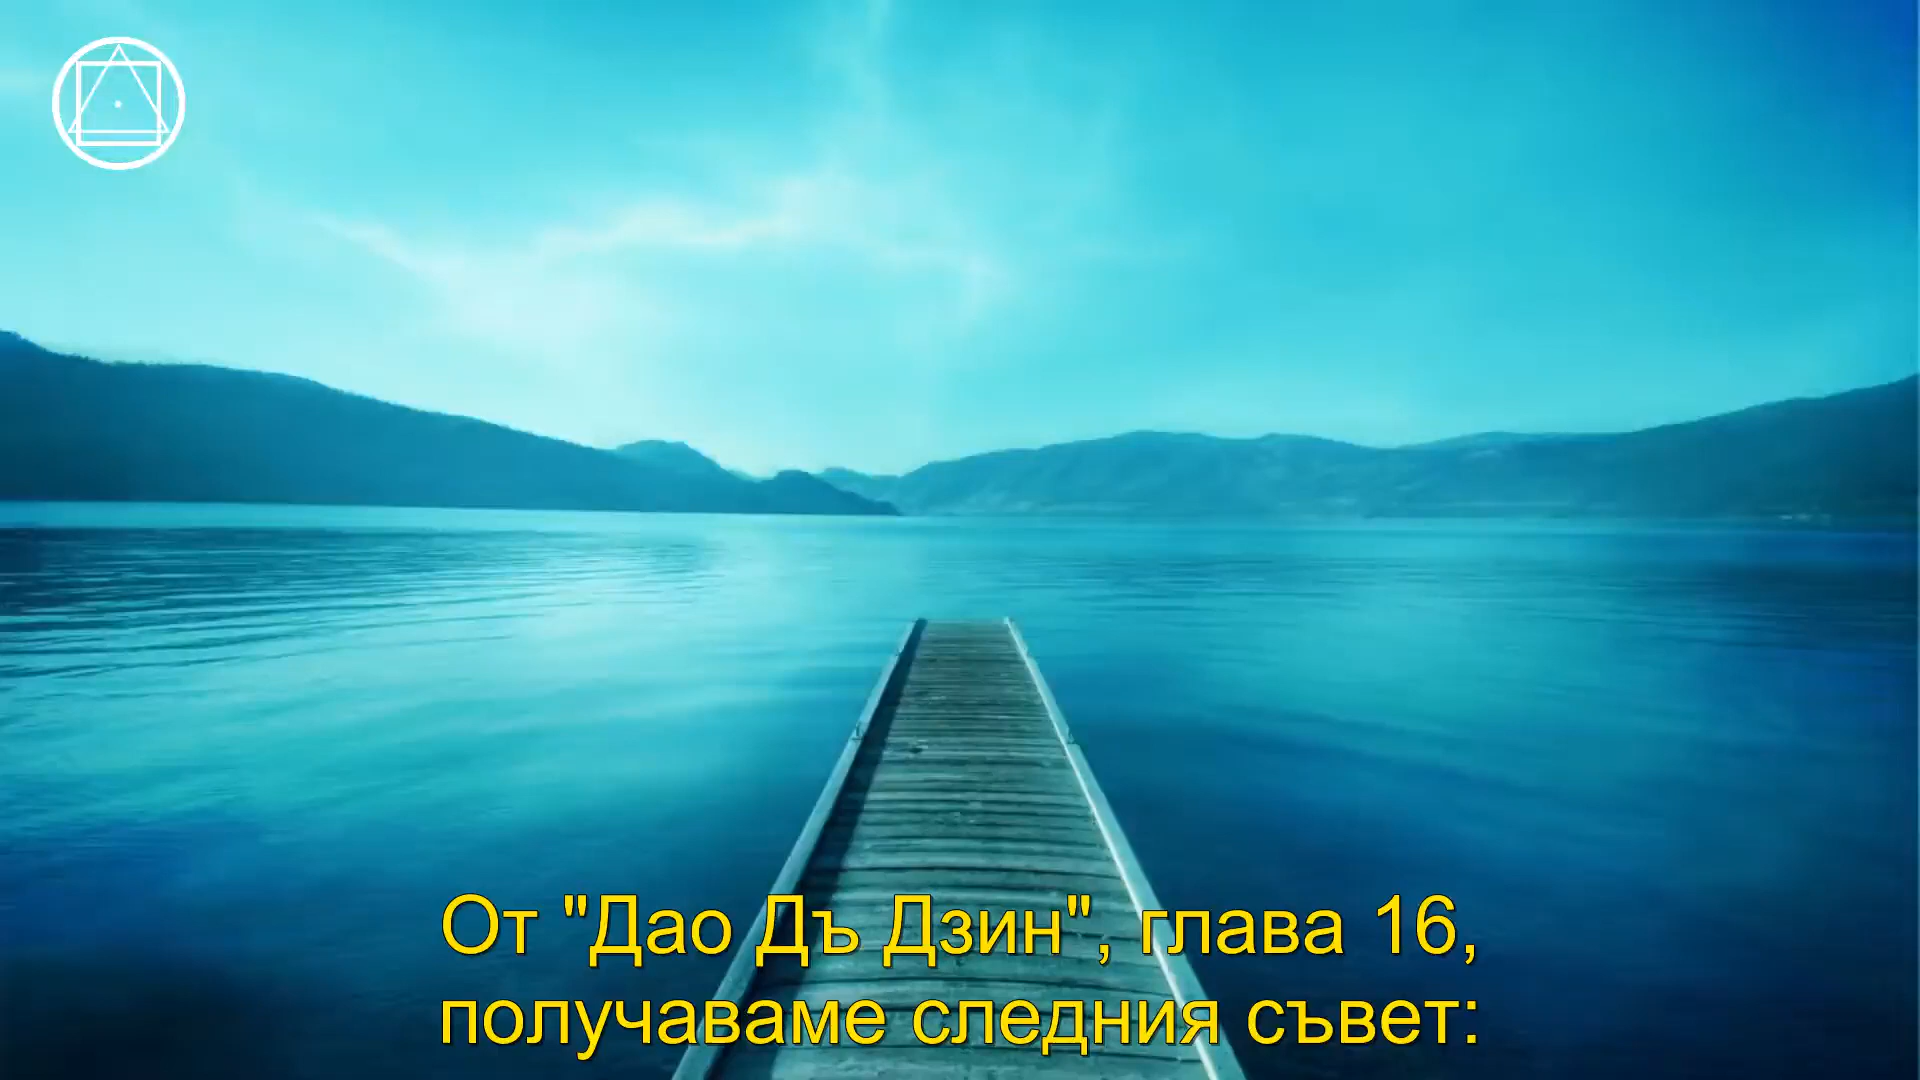 От "Дао Дъ Дзин", глава 16,
получаваме следния съвет: